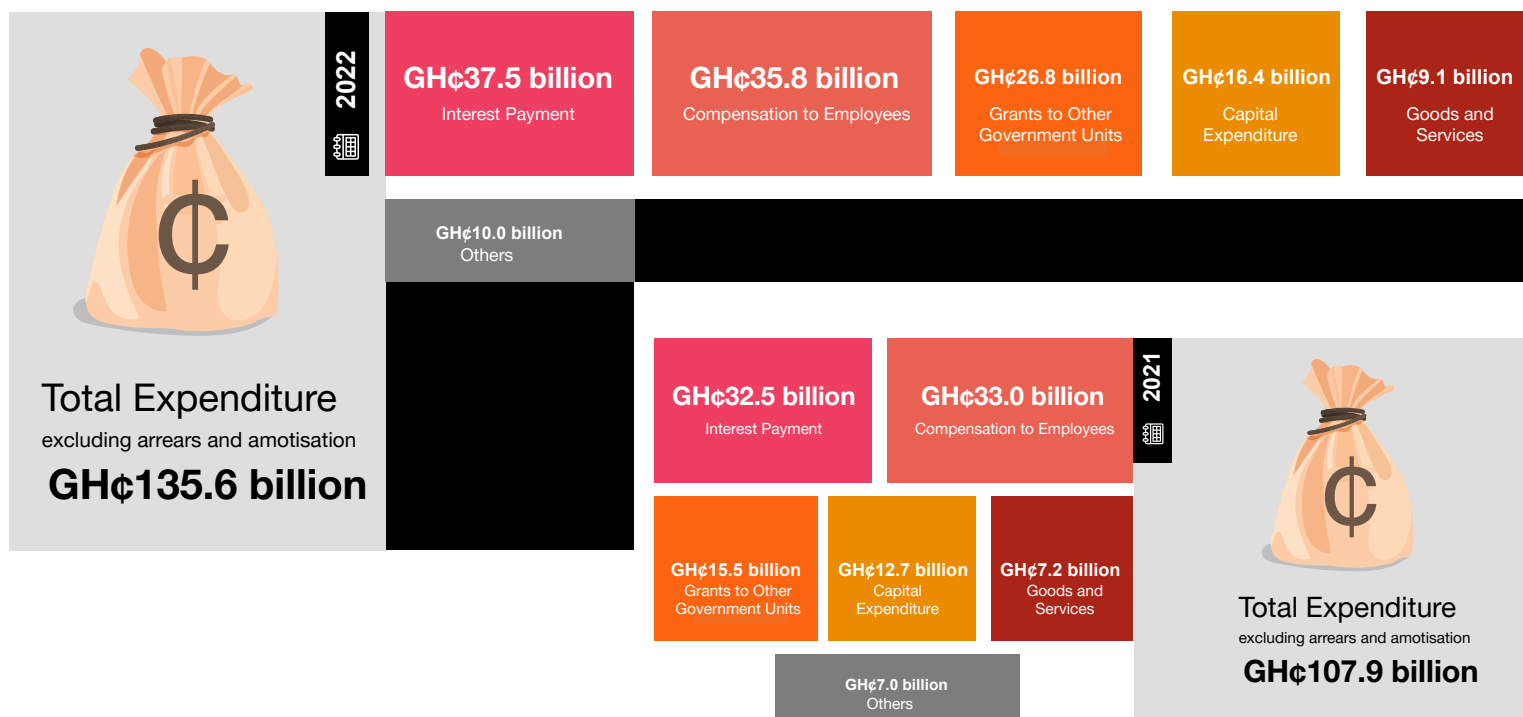 2022
GH¢37.5 billion
Interest Payment
GH¢35.8 billion
Compensation to Employees
GH¢26.8 billion
Grants to Other
Government Units
GH¢16.4 billion
Capital
Expenditure
GH¢9.1 billion
Goods and
Services
GH¢10.0 billion
Others
₵
Total Expenditure
excluding arrears and amotisation
GH¢135.6 billion
2021
GH¢32.5 billion
Interest Payment
GH¢33.0 billion
Compensation to Employees
GH¢15.5 billion
Grants to Other
Government Units
GH¢12.7 billion
Capital
Expenditure
GH¢7.2 billion
Goods and
Services
GH¢7.0 billion
Others
₵
Total Expenditure
excluding arrears and amotisation
GH¢107.9 billion